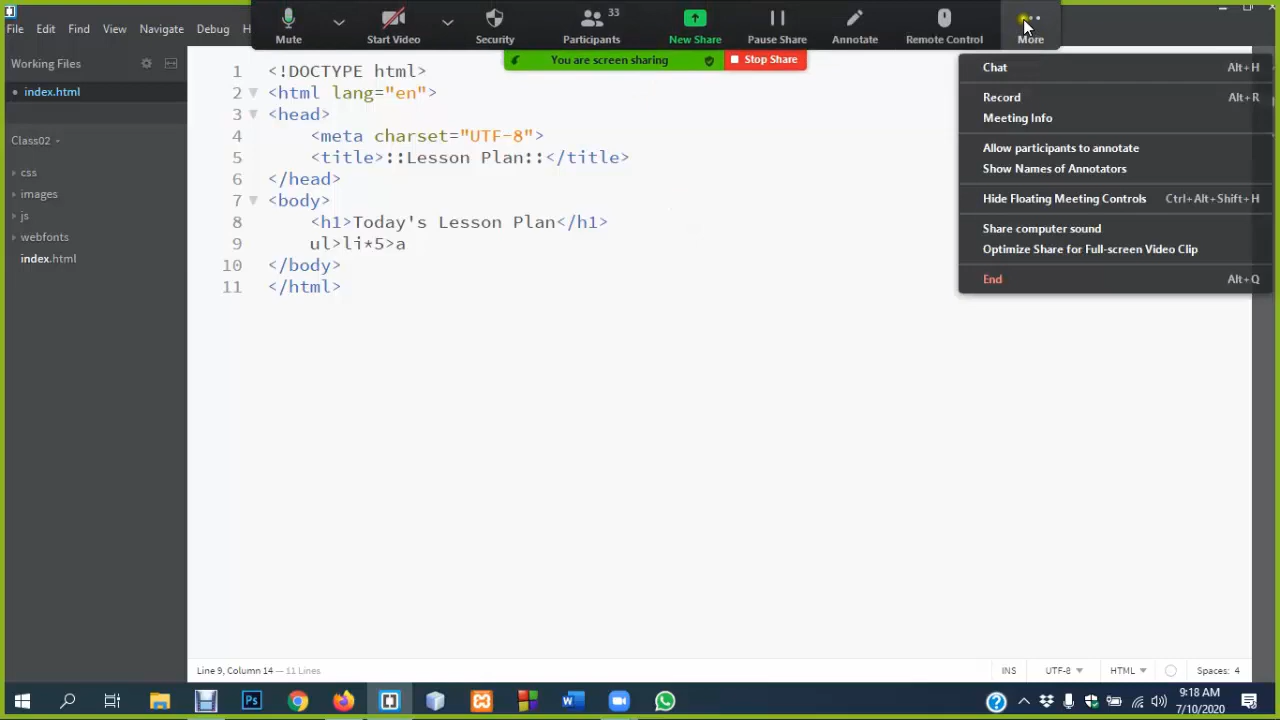 Mute
Start Video
Security
Participants
33
New Share
Pause Share
Annotate
Remote Control
More
You are screen sharing
Stop Share
File Edit Find View Navigate Debug H
Working Files
index.html
Class02
css
images
js
webfonts
index.html
1 <!DOCTYPE html>
2 <html lang="en">
3 <head>
4 <meta charset="UTF-8">
5 <title>::Lesson Plan::</title>
6 </head>
7 <body>
8 <h1>Today's Lesson Plan</h1>
9 ul>li*5>a
10 </body>
11 </html>
Chat Alt+H
Record Alt+R
Meeting Info
Allow participants to annotate
Show Names of Annotators
Hide Floating Meeting Controls Ctrl+Alt+Shift+H
Share computer sound
Optimize Share for Full-screen Video Clip
End Alt+Q
Line 9, Column 14 — 11 Lines
INS UTF-8 HTML Spaces: 4
Ps
9:18 AM
7/10/2020